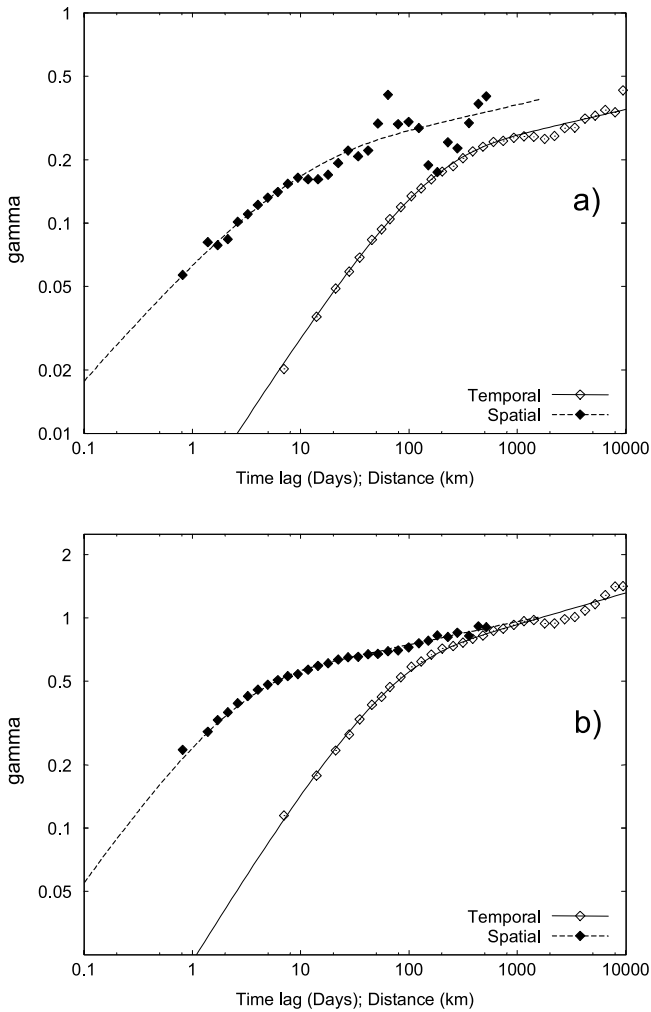 1
0.5
0.2
0.1
0.05
0.02
0.01
gamma
a)
Temporal
Spatial
0.1 1 10 100 1000 10000
Time lag (Days); Distance (km)
2
1
0.5
0.2
0.1
0.05
gamma
b)
Temporal
Spatial
0.1 1 10 100 1000 10000
Time lag (Days); Distance (km)